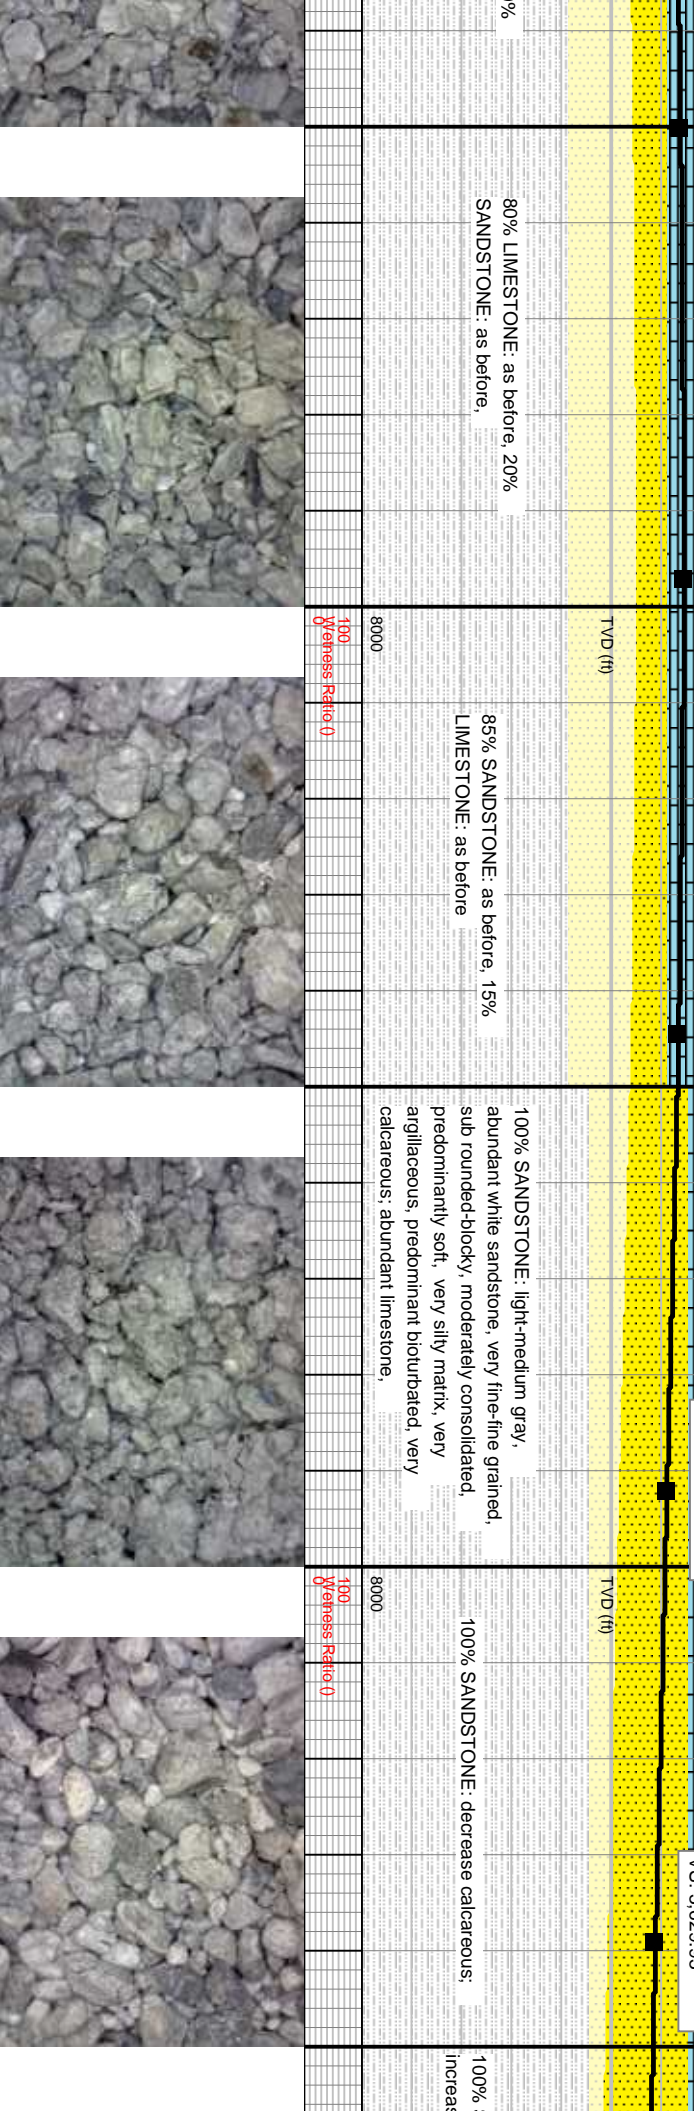 %
80% LIMESTONE: as before, 20%
SANDSTONE: as before,
TVD (ft)
8000
100
0
Wetness Ratio ()
85% SANDSTONE: as before, 15%
LIMESTONE: as before
100% SANDSTONE: light-medium gray,
abundant white sandstone, very fine-fine grained,
sub rounded-blocky, moderately consolidated,
predominantly soft, very silty matrix, very
argillaceous, predominant bioturbated, very
calcareous; abundant limestone,
TVD (ft)
8000
100
0
Wetness Ratio ()
100% SANDSTONE: decrease calcareous;
100%
increas